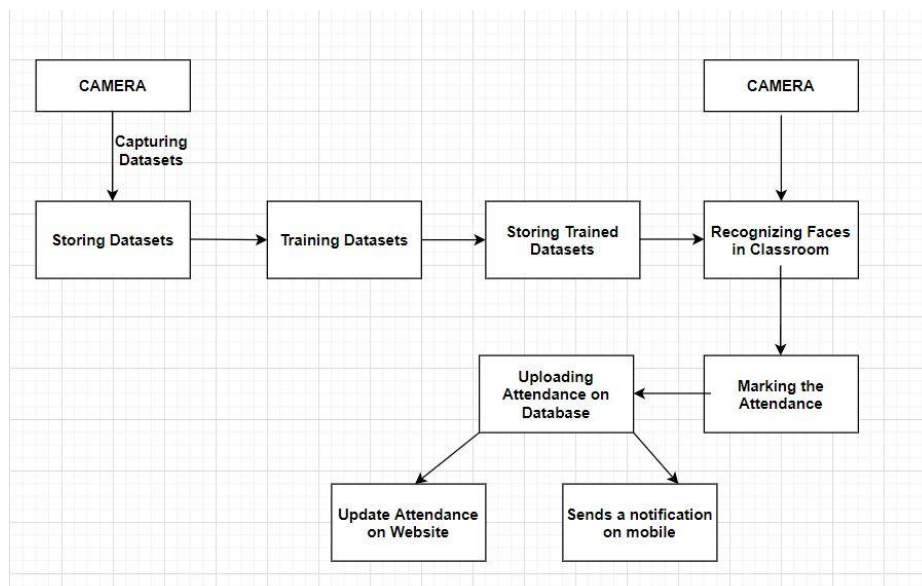 CAMERA
CAMERA
Capturing
Datasets
Storing Datasets
Training Datasets
Storing Trained
Datasets
Recognizing Faces
in Classroom
Uploading
Attendance on
Database
Marking the
Attendance
Update Attendance
on Website
Sends a notification
on mobile